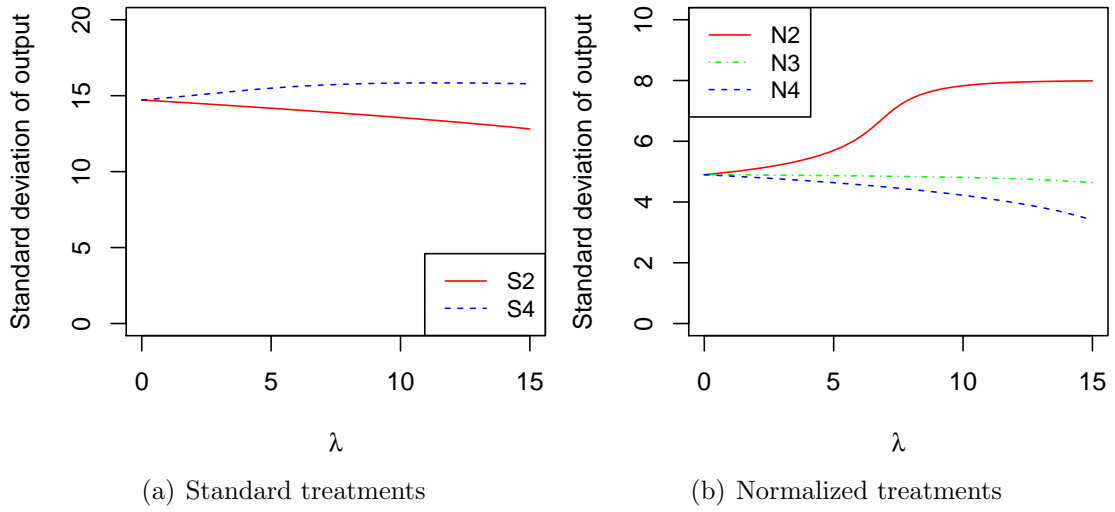 Standard deviation of output
20
15
10
5
0
S2
S4
0 5 10 15
λ
(a) Standard treatments
Standard deviation of output
10
8
6
4
2
0
N2
N3
N4
0 5 10 15
λ
(b) Normalized treatments